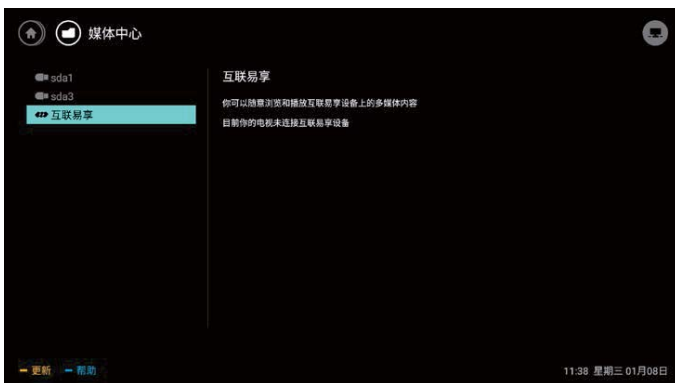 媒体中心
sda1
sda3
互联易享
互联易享
你可以随意浏览和播放互联易享设备上的多媒体内容
目前你的电视未连接互联易享设备
更新 帮助
11:38 星期三 01月08日